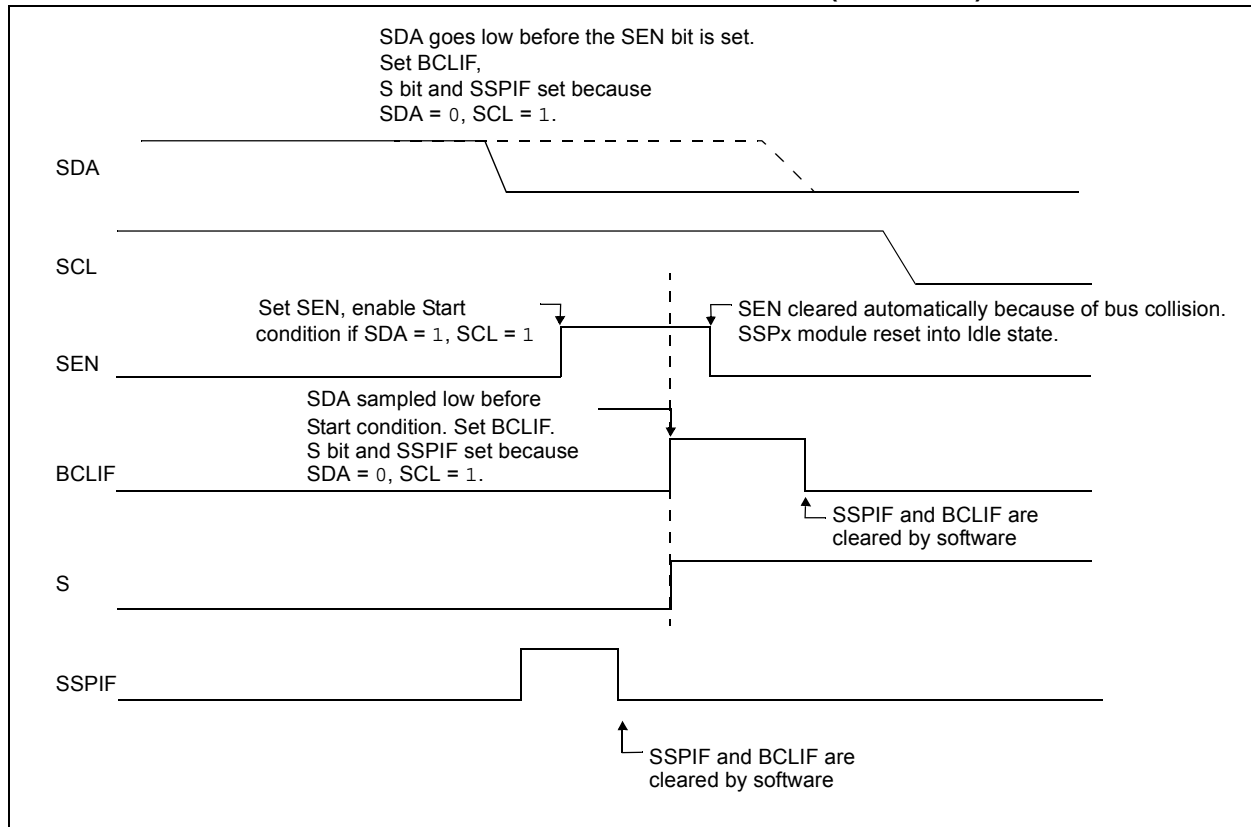 SDA goes low before the SEN bit is set.
Set BCLIF,
S bit and SSPIF set because
SDA = 0, SCL = 1.
SDA
SCL
Set SEN, enable Start
condition if SDA = 1, SCL = 1
SEN cleared automatically because of bus collision.
SSPx module reset into Idle state.
SEN
SDA sampled low before
Start condition. Set BCLIF.
S bit and SSPIF set because
SDA = 0, SCL = 1.
BCLIF
SSPIF and BCLIF are
cleared by software
S
SSPIF
SSPIF and BCLIF are
cleared by software